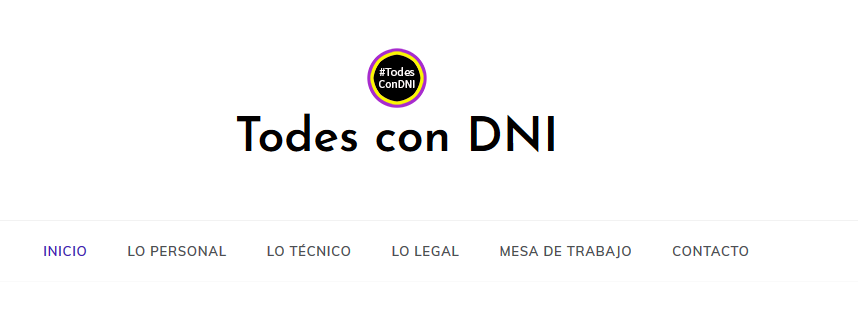 #Todes
ConDNI
Todes con DNI
INICIO LO PERSONAL LO TÉCNICO LO LEGAL MESA DE TRABAJO CONTACTO